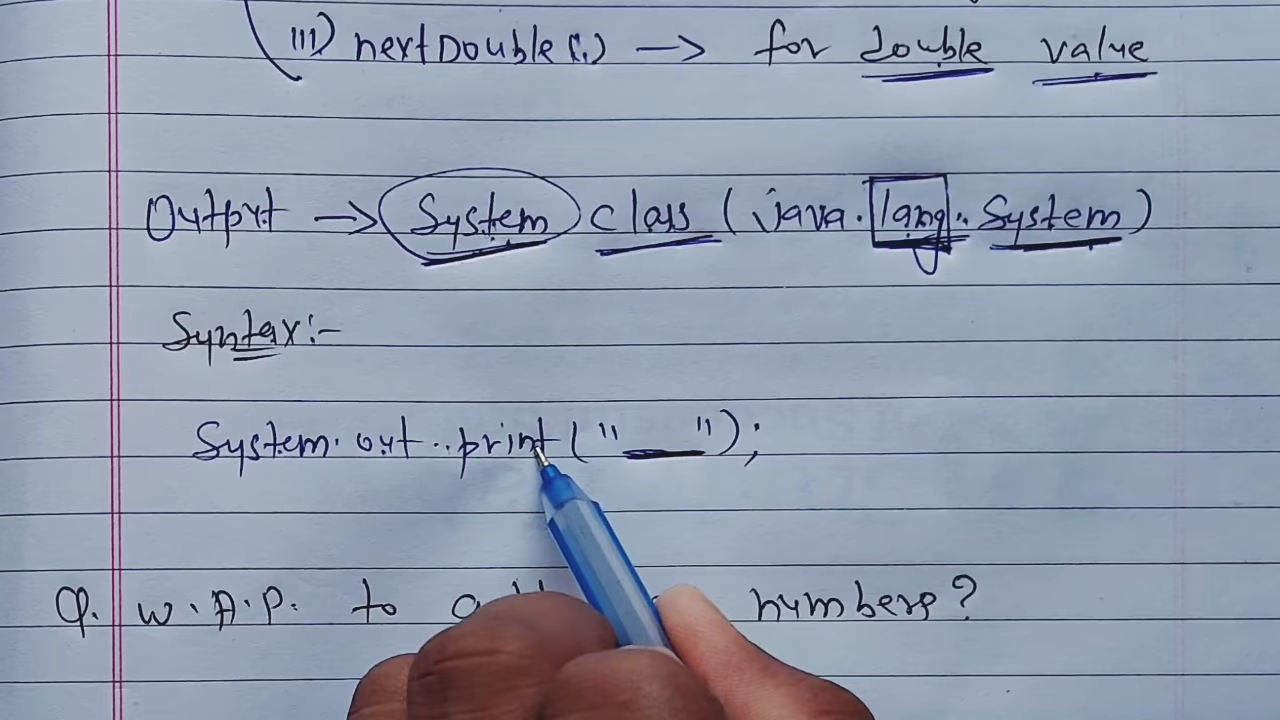 III) nextDouble(.) → for double value
Output → System class (java.lang..System)
Syntax:-
System.out..print("___");
Q. W.A.P. to numbers?